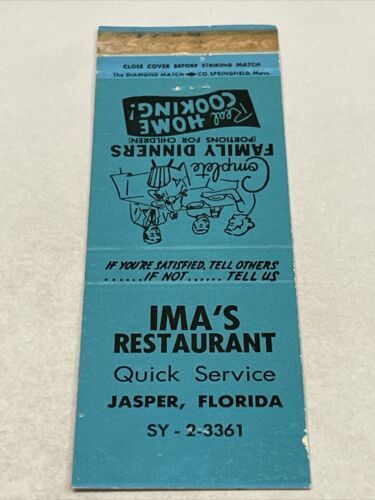 CLOSE COVER BEFORE STRIKING MATCH
The DIAMOND MATCH CO. SPRINGFIELD, Mass.
Real HOME
COOKING!
Complete
FAMILY DINNERS
(PORTIONS FOR CHILDREN)
IF YOU'RE SATISFIED, TELL OTHERS
......IF NOT...... TELL US
IMA'S
RESTAURANT
Quick Service
JASPER, FLORIDA
SY - 2-3361